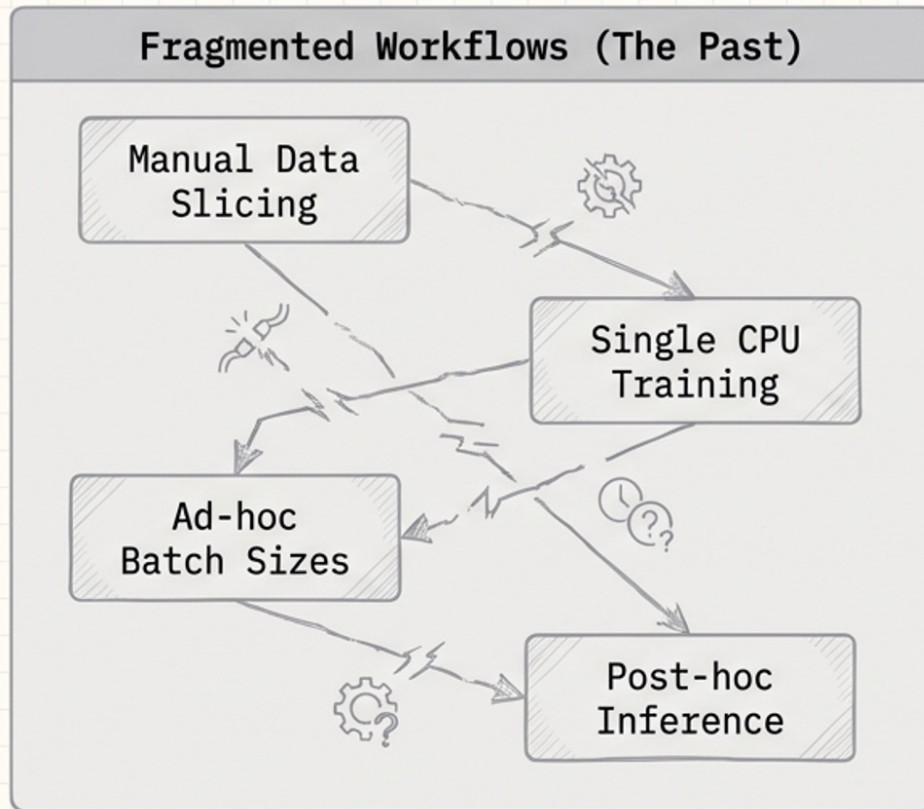 Fragmented Workflows (The Past)
Manual Data
Slicing
Single CPU
Training
? ?
?
Ad-hoc
Batch Sizes
?
Post-hoc
Inference